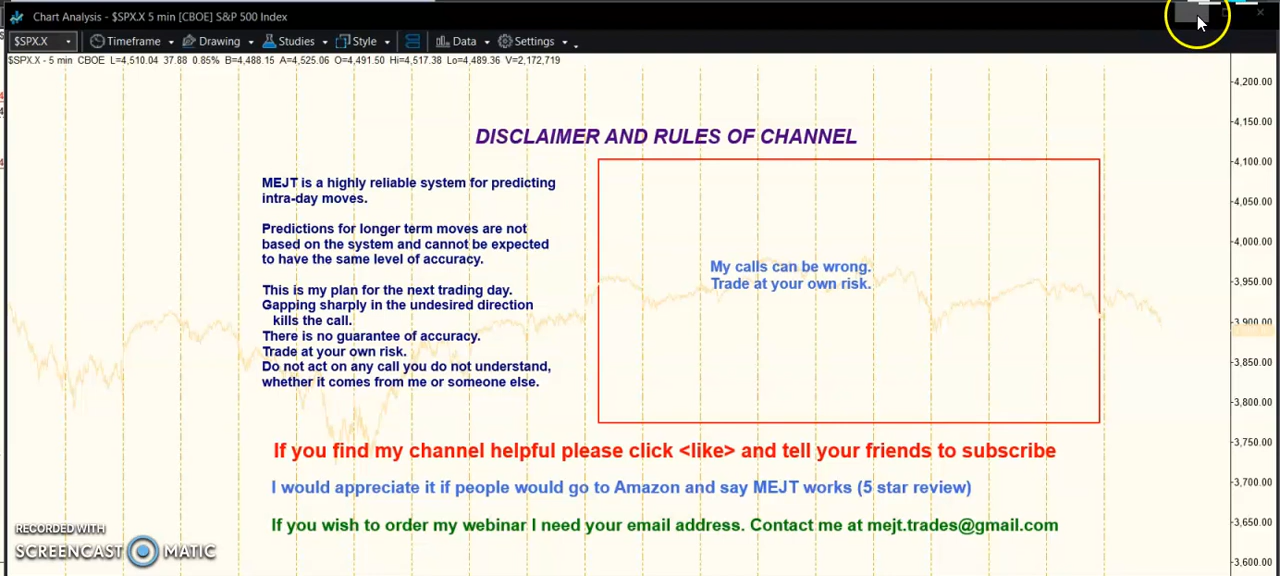 Chart Analysis - $SPX.X 5 min [CBOE] S&P 500 Index
$SPX.X Timeframe Drawing Studies Style Data Settings
$SPX.X - 5 min CBOE L=4,510.04 37.88 0.85% B=4,488.15 A=4,525.06 O=4,491.50 Hi=4,517.38 Lo=4,489.36 V=2,172,719
4,200.00
4,150.00
4,100.00
4,050.00
4,000.00
3,950.00
3,900.00
3,850.00
3,800.00
3,750.00
3,700.00
3,650.00
3,600.00
DISCLAIMER AND RULES OF CHANNEL
MEJT is a highly reliable system for predicting
intra-day moves.
Predictions for longer term moves are not
based on the system and cannot be expected
to have the same level of accuracy.
This is my plan for the next trading day.
Gapping sharply in the undesired direction
kills the call.
There is no guarantee of accuracy.
Trade at your own risk.
Do not act on any call you do not understand,
whether it comes from me or someone else.
My calls can be wrong.
Trade at your own risk.
If you find my channel helpful please click <like> and tell your friends to subscribe
I would appreciate it if people would go to Amazon and say MEJT works (5 star review)
If you wish to order my webinar I need your email address. Contact me at mejt.trades@gmail.com
RECORDED WITH
SCREENCAST MATIC